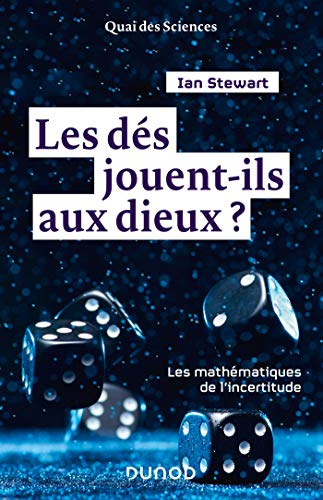 Quai des Sciences
Ian Stewart
Les dés
jouent-ils
aux dieux ?
Les mathématiques
de l'incertitude
DUNOD